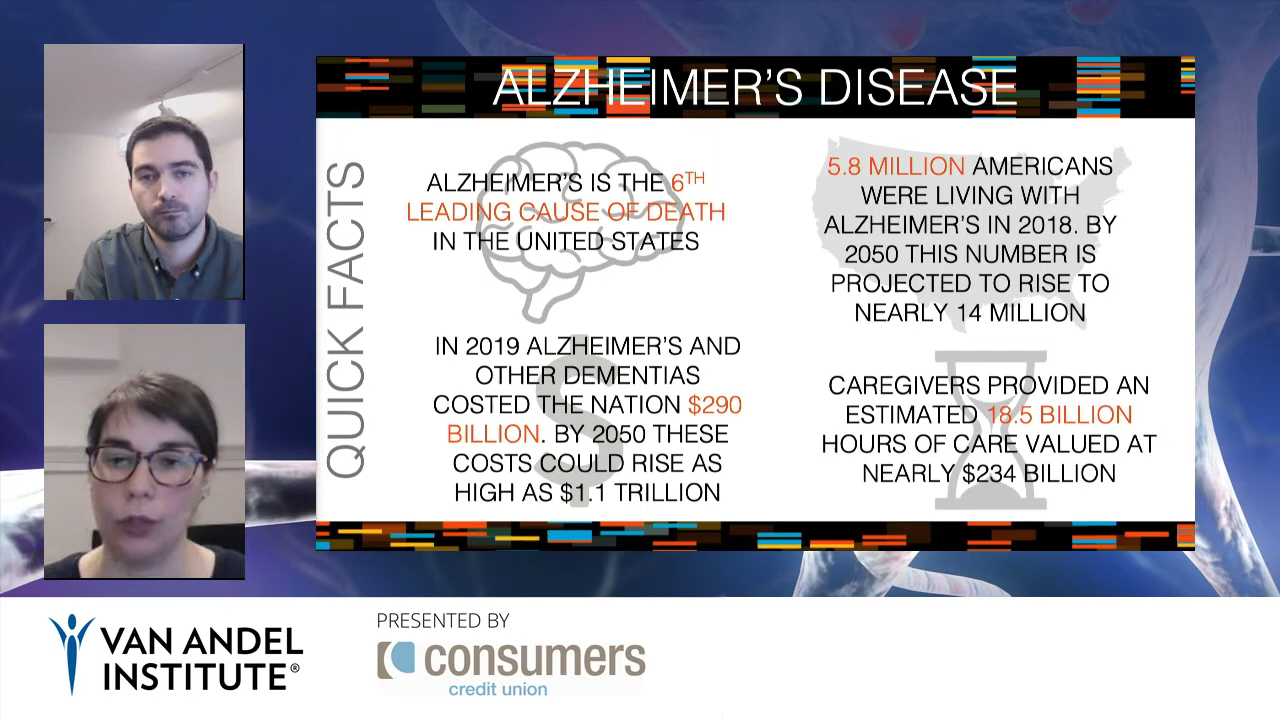 ALZHEIMER'S DISEASE
QUICK FACTS
ALZHEIMER'S IS THE 6TH
LEADING CAUSE OF DEATH
IN THE UNITED STATES
5.8 MILLION AMERICANS
WERE LIVING WITH
ALZHEIMER'S IN 2018. BY
2050 THIS NUMBER IS
PROJECTED TO RISE TO
NEARLY 14 MILLION
IN 2019 ALZHEIMER'S AND
OTHER DEMENTIAS
COSTED THE NATION $290
BILLION. BY 2050 THESE
COSTS COULD RISE AS
HIGH AS $1.1 TRILLION
CAREGIVERS PROVIDED AN
ESTIMATED 18.5 BILLION
HOURS OF CARE VALUED AT
NEARLY $234 BILLION
VAN ANDEL
INSTITUTE®
PRESENTED BY
consumers
credit union